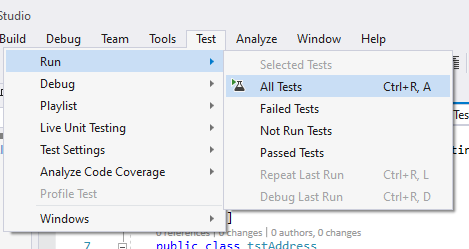 Studio
Build Debug Team Tools Test Analyze Window Help
Run
Debug
Playlist
Live Unit Testing
Test Settings
Analyze Code Coverage
Profile Test
Windows
Selected Tests
All Tests Ctrl+R, A
Failed Tests
Not Run Tests
Passed Tests
Repeat Last Run Ctrl+R, L
Debug Last Run Ctrl+R, D
Tes
tin
]
0 references | 0 changes | 0 authors, 0 changes
7 public class tstAddress